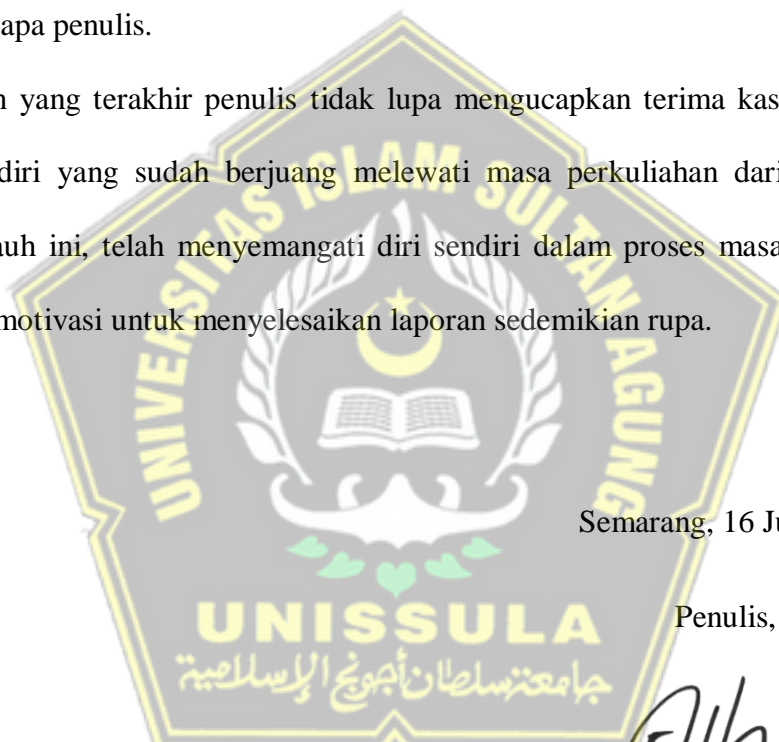 apa penulis.
n yang terakhir penulis tidak lupa mengucapkan terima kas
diri yang sudah berjuang melewati masa perkuliahan dari
auh ini, telah menyemangati diri sendiri dalam proses masa
motivasi untuk menyelesaikan laporan sedemikian rupa.
UNIVERSITAS ISLAM SULTAN AGUNG
Semarang, 16 Ju
Penulis,
UNISSULA
جامعة سلطان أجونج الإسلامية